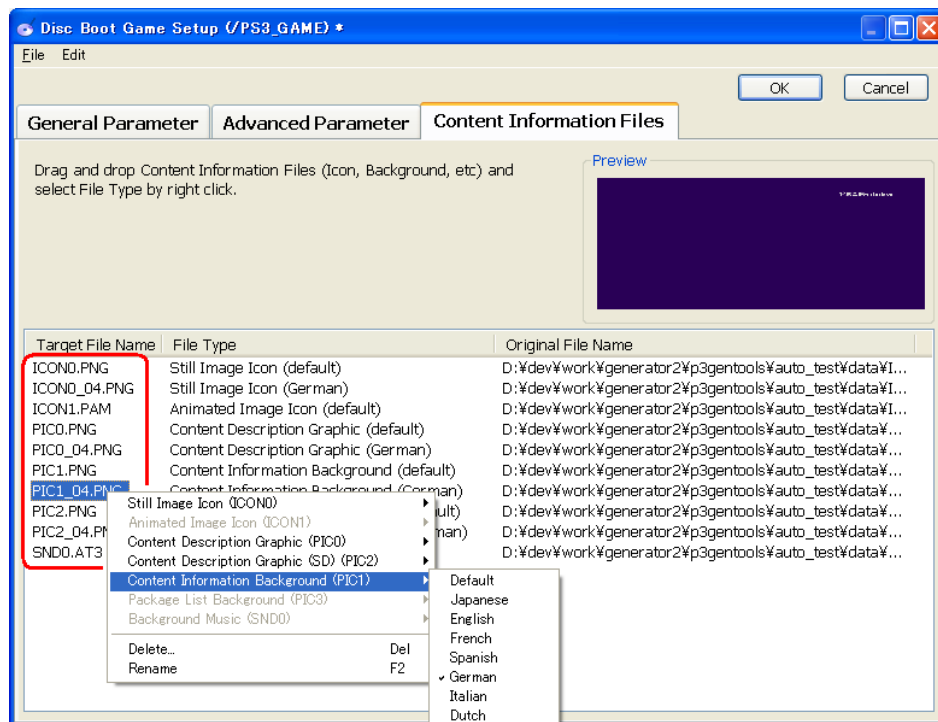 Disc Boot Game Setup (/PS3_GAME) *
File Edit
OK Cancel
General Parameter Advanced Parameter Content Information Files
Drag and drop Content Information Files (Icon, Background, etc) and
select File Type by right click.
Preview
Target File Name File Type Original File Name
ICON0.PNG Still Image Icon (default) D:¥dev¥work¥generator2¥p3gentools¥auto_test¥data¥I...
ICON0_04.PNG Still Image Icon (German) D:¥dev¥work¥generator2¥p3gentools¥auto_test¥data¥I...
ICON1.PAM Animated Image Icon (default) D:¥dev¥work¥generator2¥p3gentools¥auto_test¥data¥I...
PIC0.PNG Content Description Graphic (default) D:¥dev¥work¥generator2¥p3gentools¥auto_test¥data¥...
PIC0_04.PNG Content Description Graphic (German) D:¥dev¥work¥generator2¥p3gentools¥auto_test¥data¥...
PIC1.PNG Content Information Background (default) D:¥dev¥work¥generator2¥p3gentools¥auto_test¥data¥...
PIC1_04.PNG Content Information Background (German) D:¥dev¥work¥generator2¥p3gentools¥auto_test¥data¥...
PIC2.PNG D:¥dev¥work¥generator2¥p3gentools¥auto_test¥data¥...
PIC2_04.PN D:¥dev¥work¥generator2¥p3gentools¥auto_test¥data¥...
SND0.AT3 D:¥dev¥work¥generator2¥p3gentools¥auto_test¥data¥...
Still Image Icon (ICON0)
Animated Image Icon (ICON1)
Content Description Graphic (PIC0)
Content Description Graphic (SD) (PIC2)
Content Information Background (PIC1)
Package List Background (PIC3)
Background Music (SND0)
Delete... Del
Rename F2
Default
Japanese
English
French
Spanish
German
Italian
Dutch